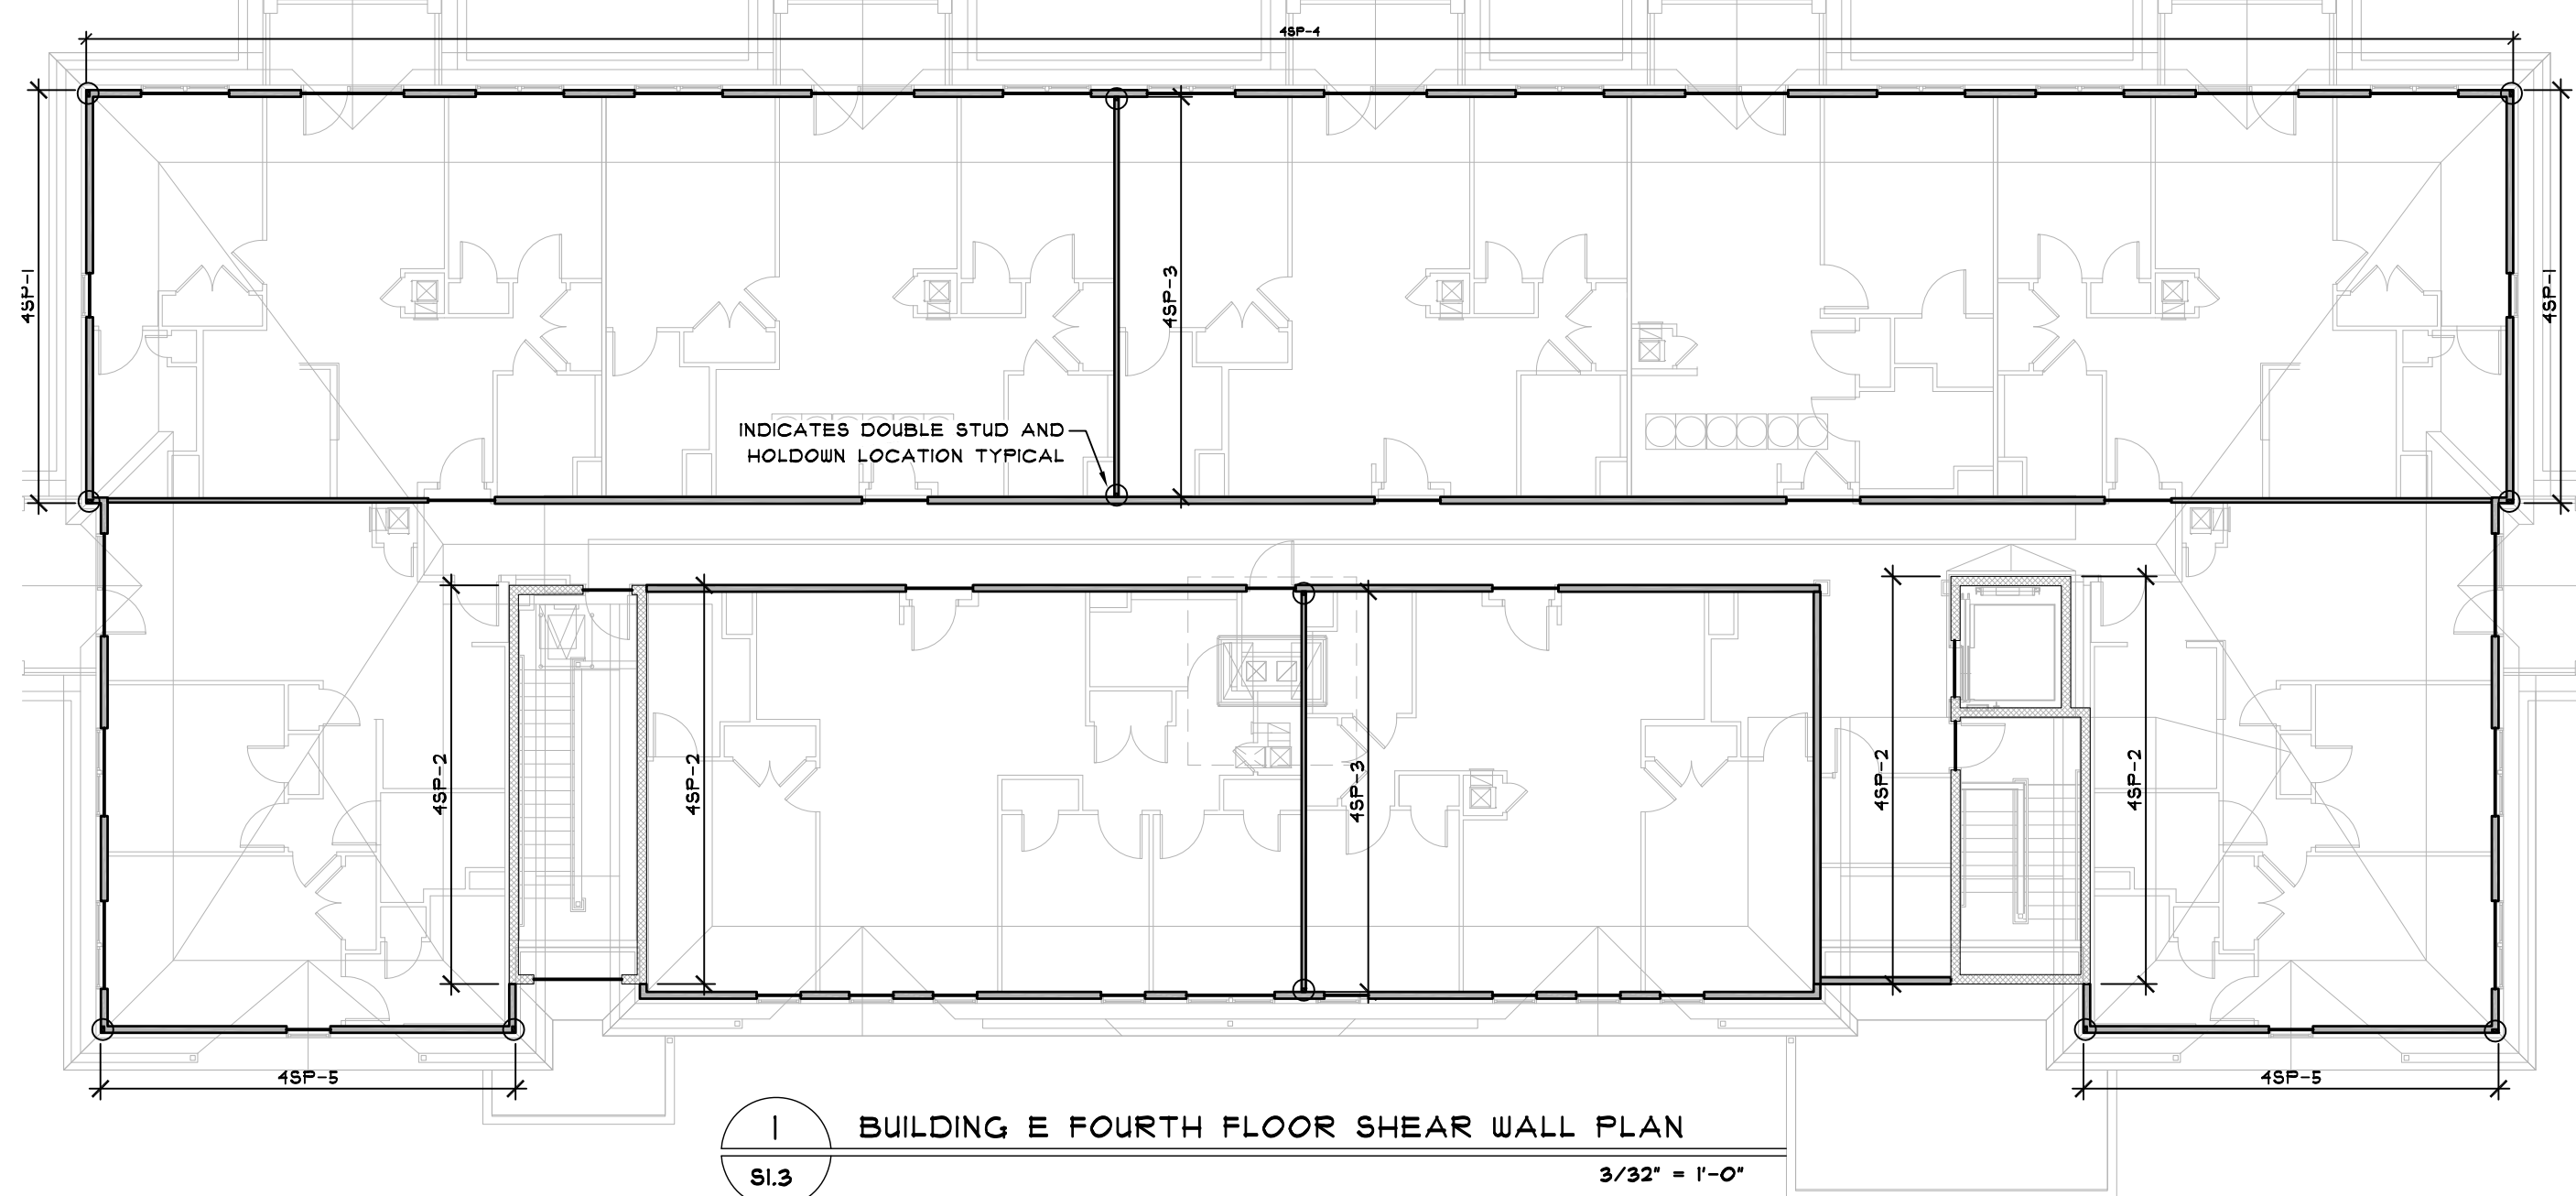 4SP-4
4SP-1
4SP-3
4SP-1
INDICATES DOUBLE STUD AND
HOLDOWN LOCATION TYPICAL
4SP-2
4SP-2
4SP-3
4SP-2
4SP-2
4SP-5
4SP-5
1
BUILDING E FOURTH FLOOR SHEAR WALL PLAN
S1.3
3/32" = 1'-0"